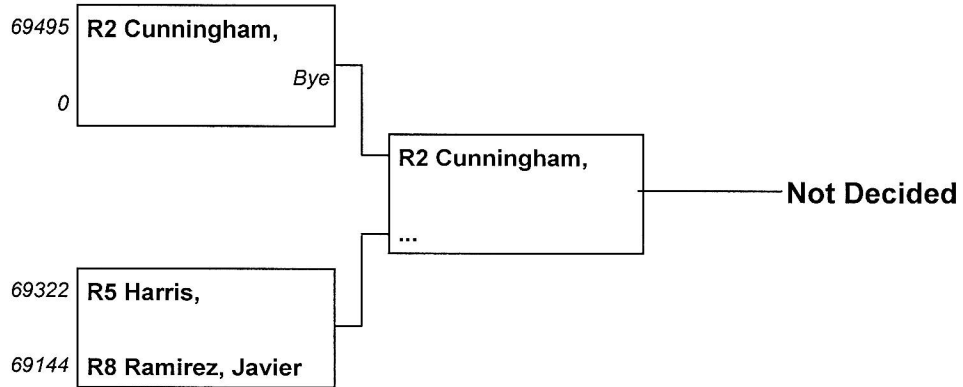 69495 R2 Cunningham,
Bye
0
R2 Cunningham,
Not Decided
...
69322 R5 Harris,
69144 R8 Ramirez, Javier